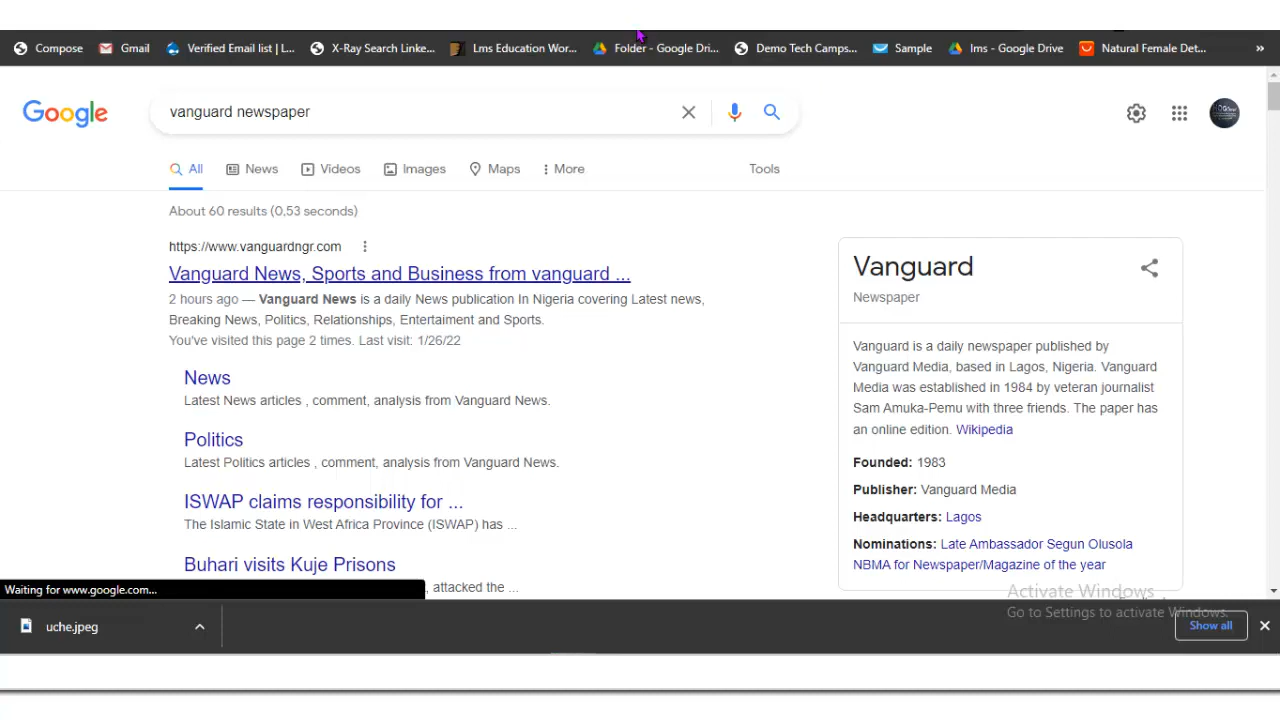 Compose Gmail Verified Email list | L... X-Ray Search Linke... Lms Education Wor... Folder - Google Dri... Demo Tech Camps... Sample lms - Google Drive Natural Female Det... »
Google vanguard newspaper
All News Videos Images Maps More Tools
About 60 results (0,53 seconds)
https://www.vanguardngr.com
Vanguard News, Sports and Business from vanguard ...
2 hours ago — Vanguard News is a daily News publication In Nigeria covering Latest news,
Breaking News, Politics, Relationships, Entertaiment and Sports.
You've visited this page 2 times. Last visit: 1/26/22
News
Latest News articles , comment, analysis from Vanguard News.
Politics
Latest Politics articles , comment, analysis from Vanguard News.
ISWAP claims responsibility for ...
The Islamic State in West Africa Province (ISWAP) has ...
Buhari visits Kuje Prisons
, attacked the ...
Vanguard
Newspaper
Vanguard is a daily newspaper published by
Vanguard Media, based in Lagos, Nigeria. Vanguard
Media was established in 1984 by veteran journalist
Sam Amuka-Pemu with three friends. The paper has
an online edition. Wikipedia
Founded: 1983
Publisher: Vanguard Media
Headquarters: Lagos
Nominations: Late Ambassador Segun Olusola
NBMA for Newspaper/Magazine of the year
Activate Windows
Go to Settings to activate Windows.
Waiting for www.google.com...
uche.jpeg
Show all